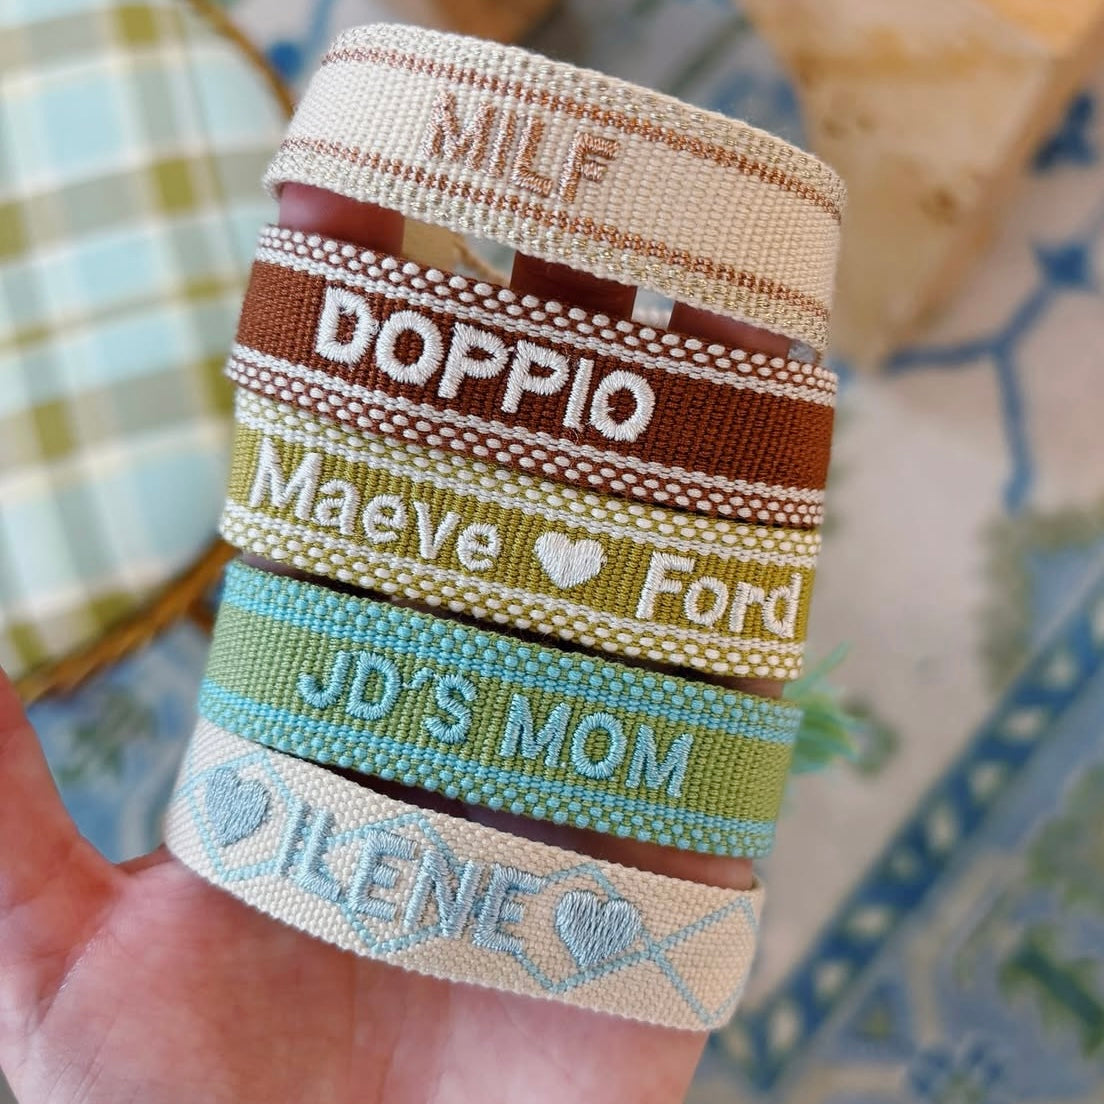 MILF
DOPPIO
Maeve ♥ Ford
JD'S MOM
♥ ILENE ♥